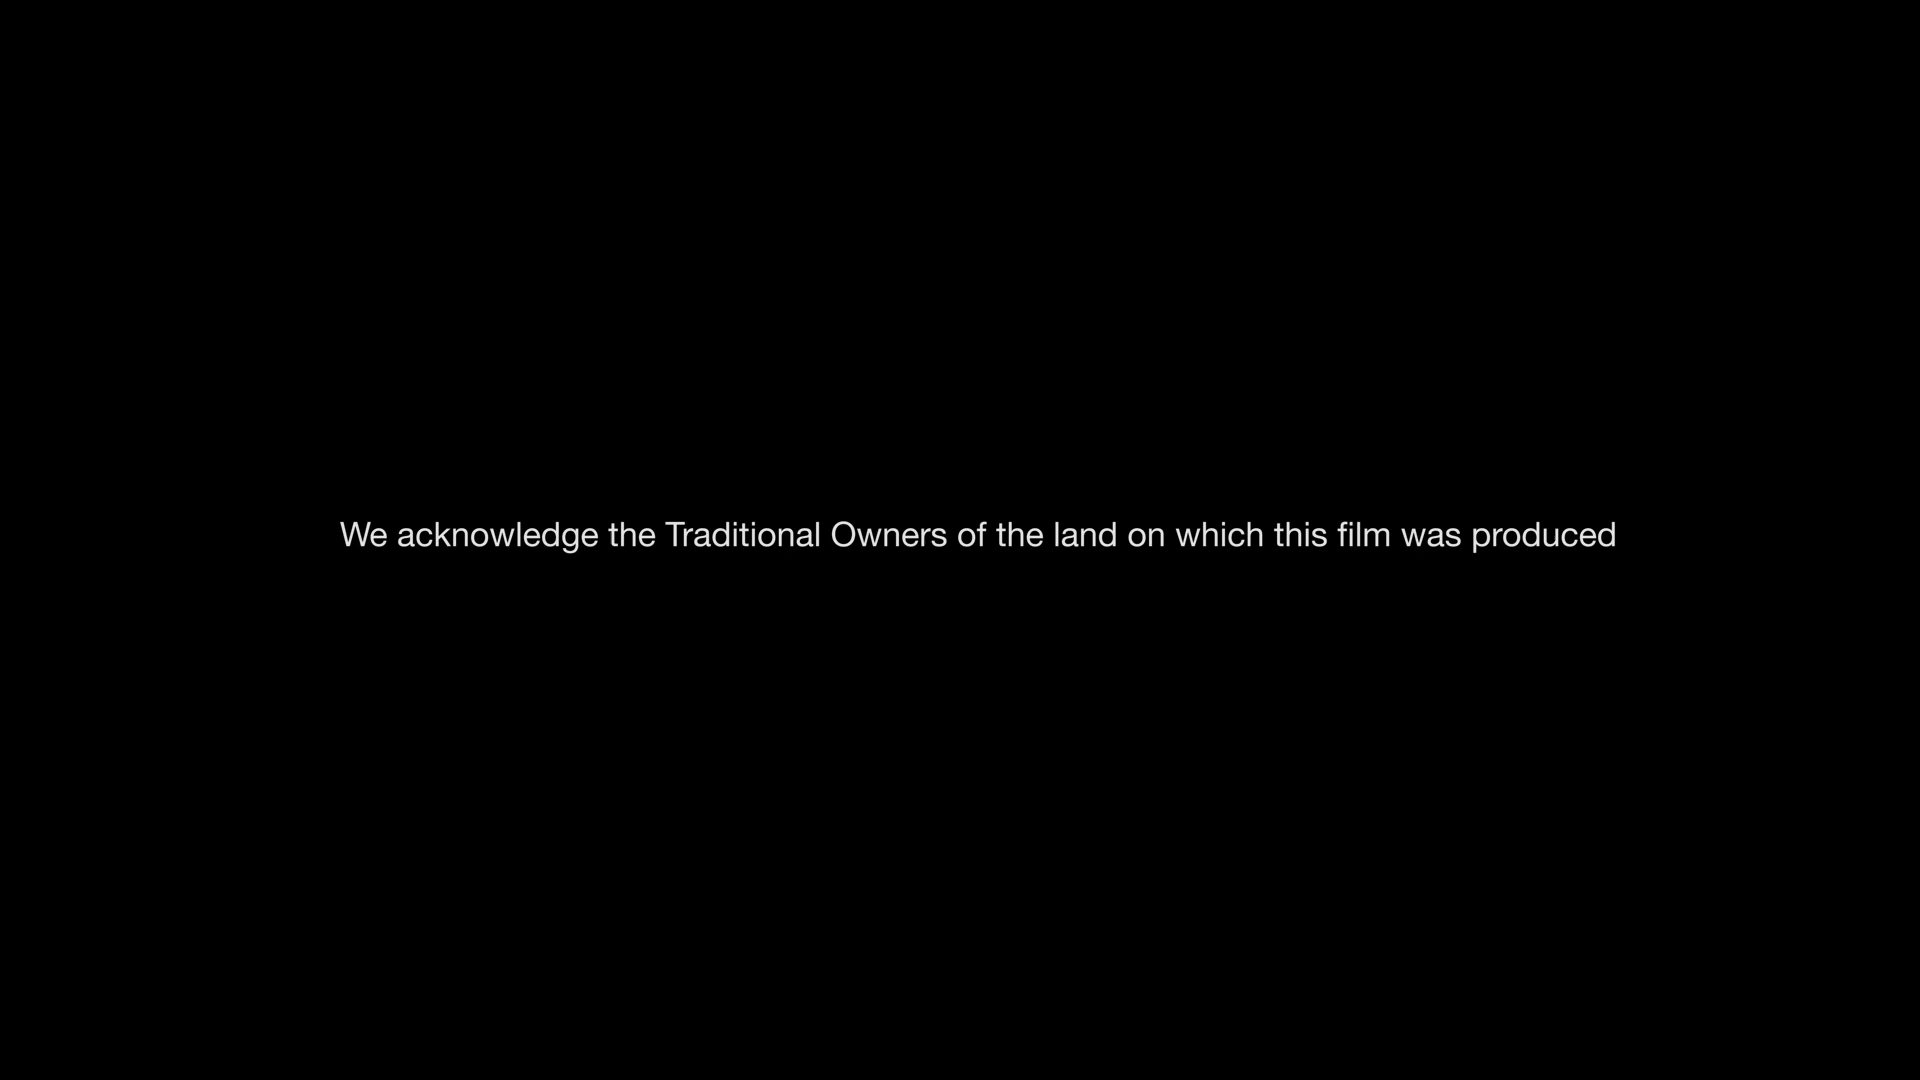 We acknowledge the Traditional Owners of the land on which this film was produced